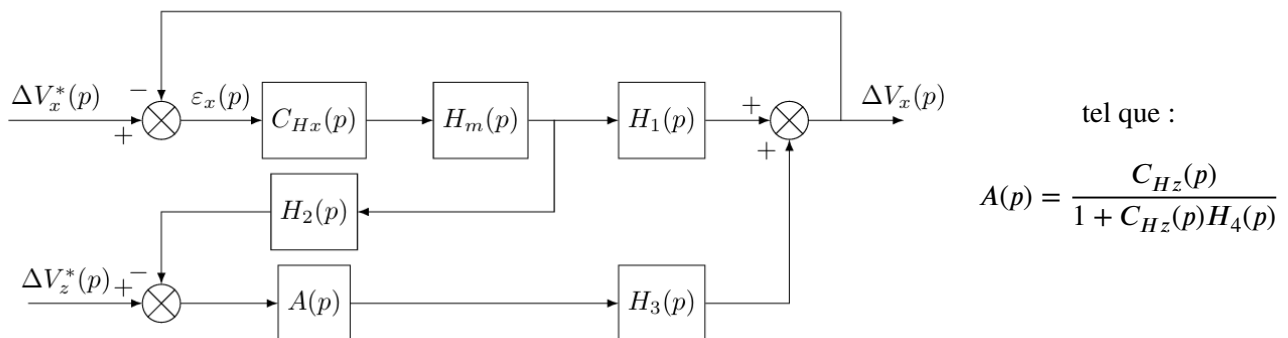 −
ΔV*x(p) + εx(p) CHx(p) Hm(p) H1(p) + + ΔVx(p)
H2(p)
ΔV*z(p) + − A(p) H3(p)
tel que :
A(p) = CHz(p) / 1 + CHz(p)H4(p)